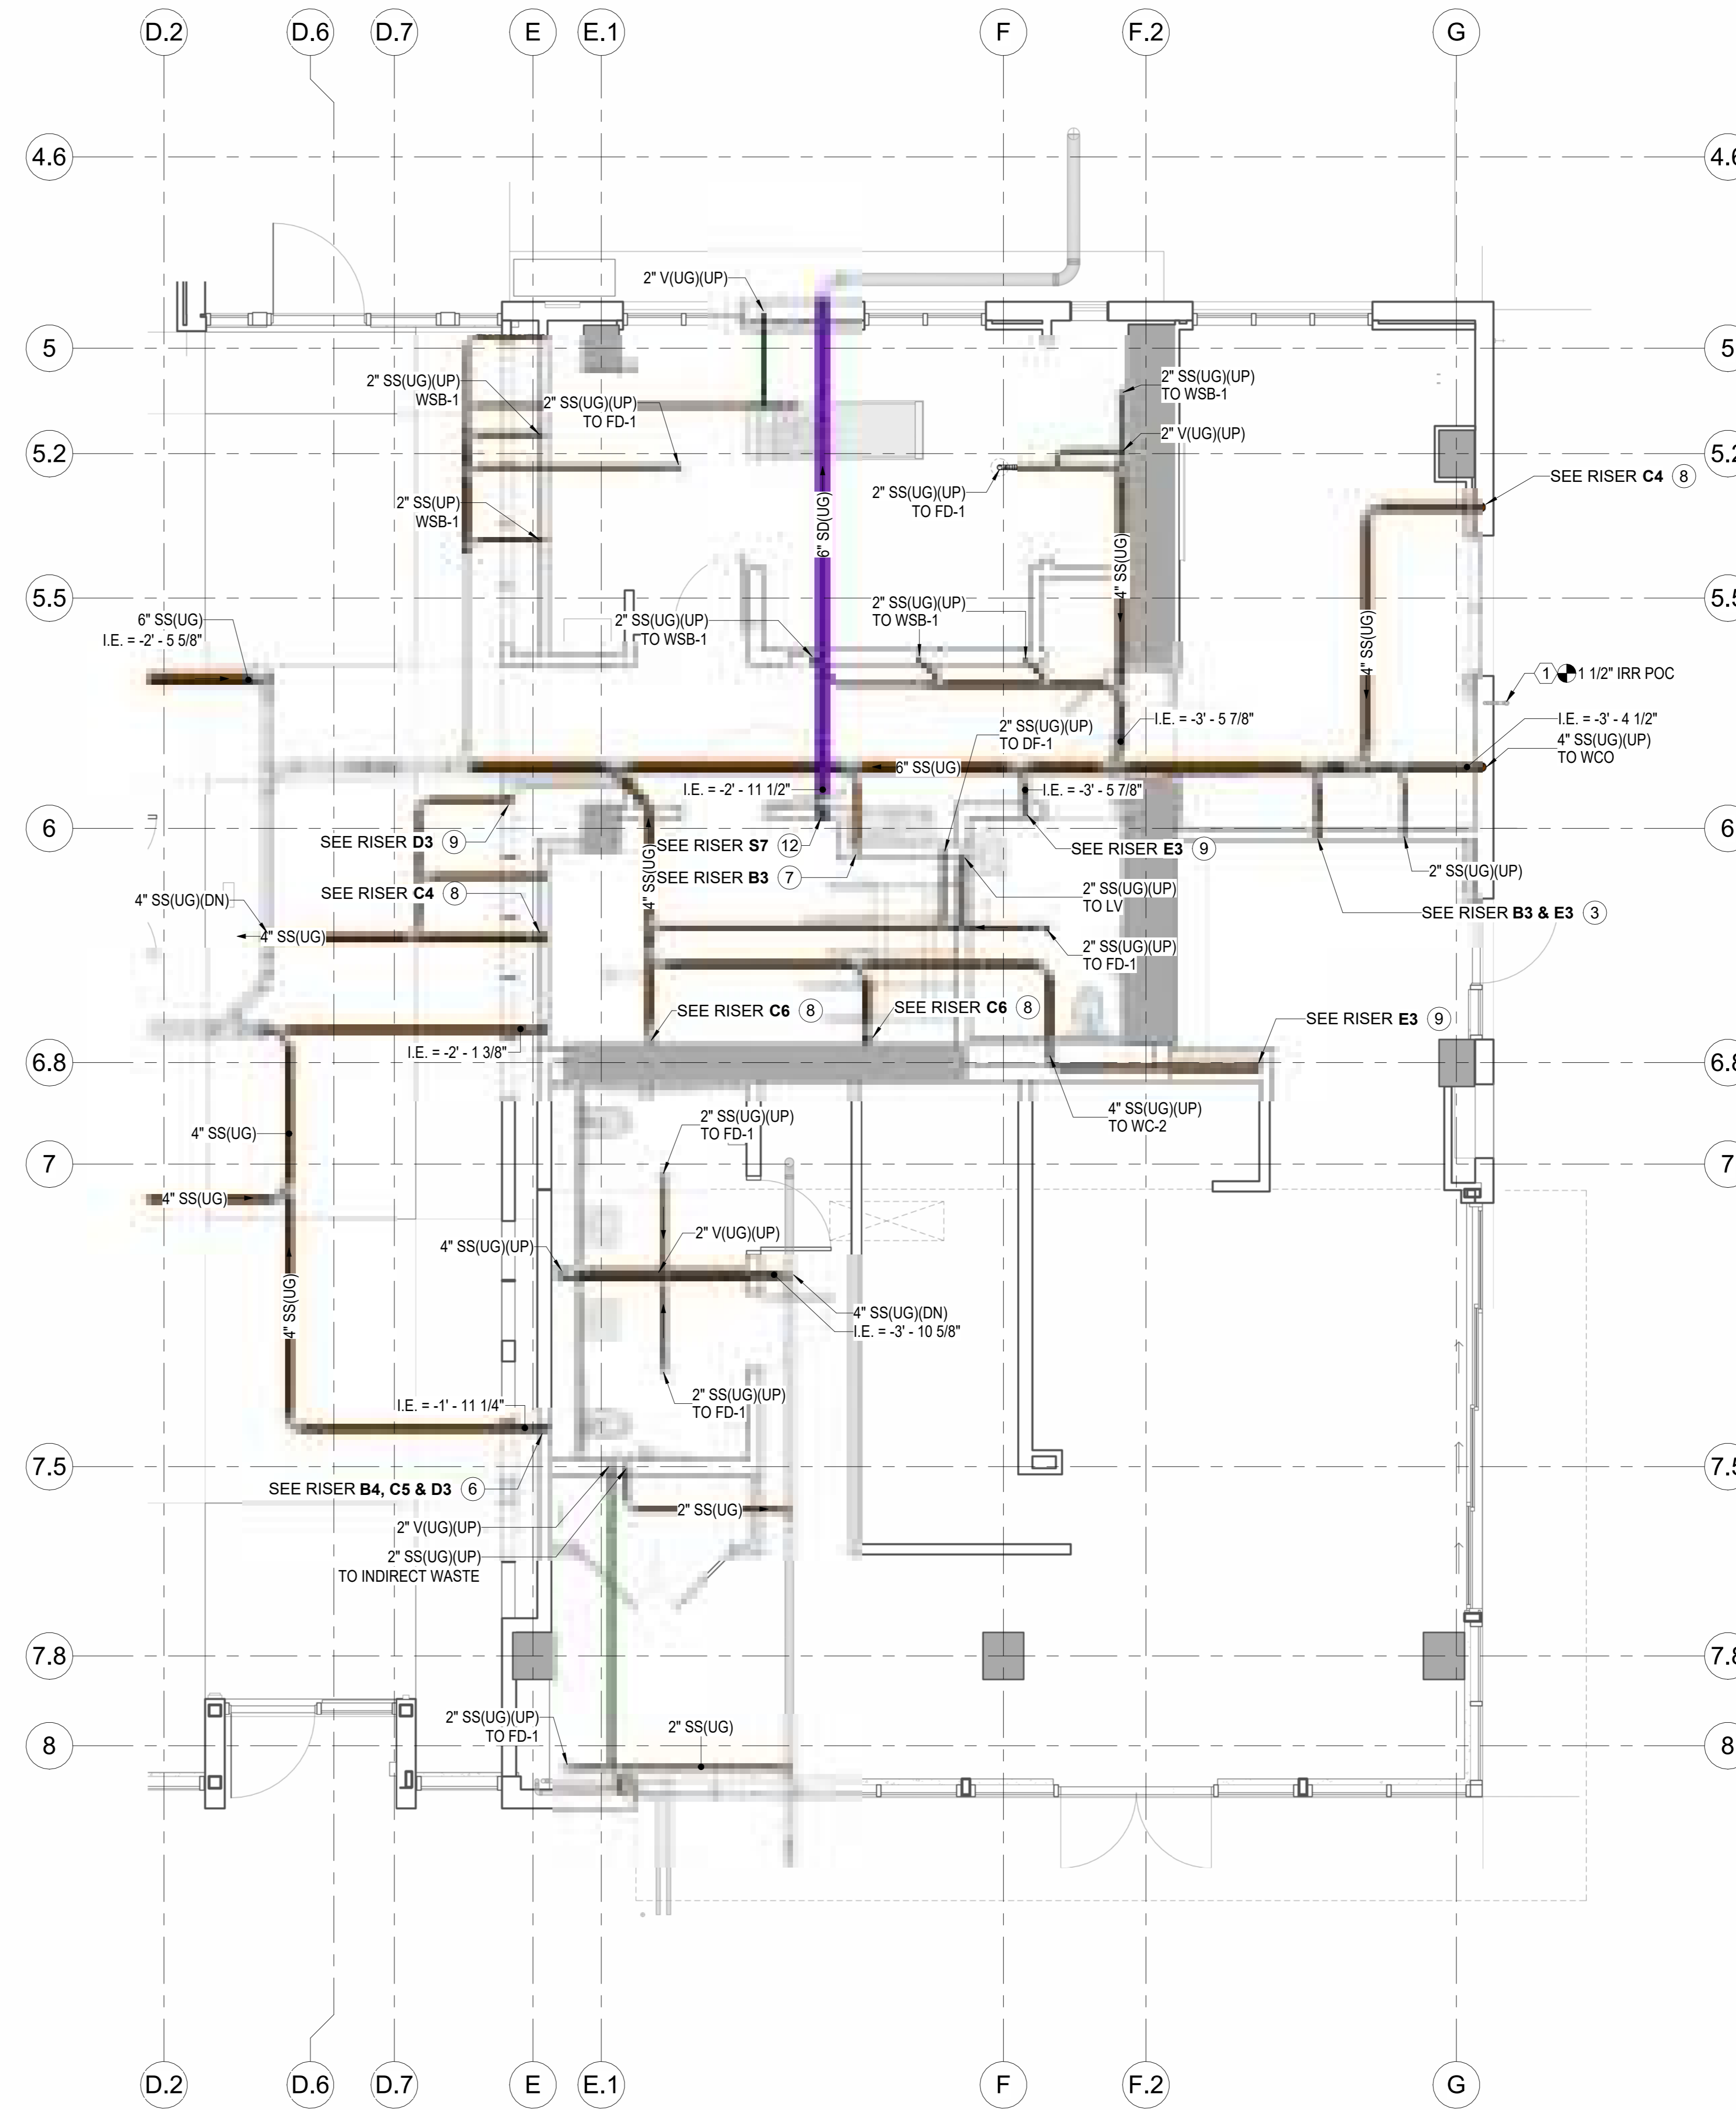 D.2
D.6
D.7
E
E.1
F
F.2
G
4.6
4.6
2" V(UG)(UP)
5
5
2" SS(UG)(UP)
WSB-1
2" SS(UG)(UP)
TO FD-1
2" SS(UG)(UP)
TO WSB-1
2" V(UG)(UP)
5.2
5.2
SEE RISER C4 8
2" SS(UG)(UP)
TO FD-1
2" SS(UP)
WSB-1
6" SD(UG)
4" SS(UG)
5.5
5.5
2" SS(UG)(UP)
TO WSB-1
2" SS(UG)(UP)
TO WSB-1
6" SS(UG)
I.E. = -2' - 5 5/8"
4" SS(UG)
1
1 1/2" IRR POC
I.E. = -3' - 5 7/8"
I.E. = -3' - 4 1/2"
2" SS(UG)(UP)
TO DF-1
4" SS(UG)(UP)
TO WCO
6" SS(UG)
I.E. = -2' - 11 1/2"
I.E. = -3' - 5 7/8"
6
6
SEE RISER D3 9
SEE RISER S7 12
SEE RISER E3 9
SEE RISER B3 7
2" SS(UG)(UP)
4" SS(UG)
SEE RISER C4 8
2" SS(UG)(UP)
TO LV
4" SS(UG)(DN)
SEE RISER B3 & E3 3
4" SS(UG)
2" SS(UG)(UP)
TO FD-1
SEE RISER C6 8
SEE RISER C6 8
SEE RISER E3 9
I.E. = -2' - 1 3/8"
6.8
6.8
4" SS(UG)(UP)
TO WC-2
2" SS(UG)(UP)
TO FD-1
4" SS(UG)
7
7
4" SS(UG)
2" V(UG)(UP)
4" SS(UG)(UP)
4" SS(UG)
4" SS(UG)(DN)
I.E. = -3' - 10 5/8"
2" SS(UG)(UP)
TO FD-1
I.E. = -1' - 11 1/4"
7.5
7.5
SEE RISER B4, C5 & D3 6
2" SS(UG)
2" V(UG)(UP)
2" SS(UG)(UP)
TO INDIRECT WASTE
7.8
7.8
2" SS(UG)(UP)
TO FD-1
2" SS(UG)
8
8
D.2
D.6
D.7
E
E.1
F
F.2
G